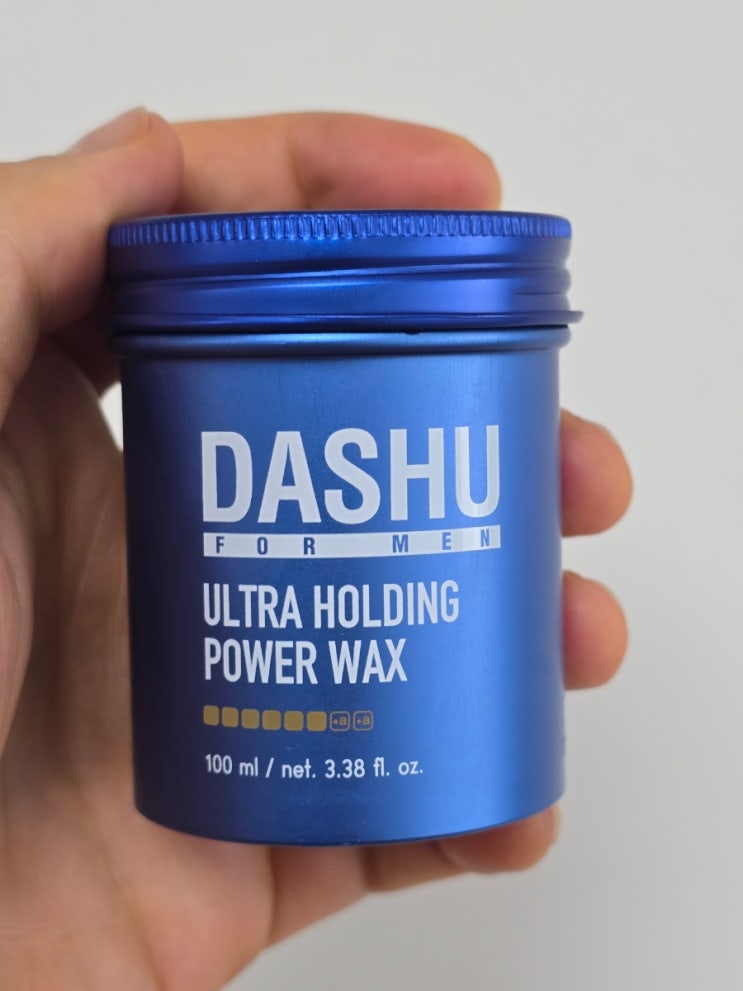 DASHU
FOR MEN
ULTRA HOLDING
POWER WAX
+a +a
100 ml / net. 3.38 fl. oz.